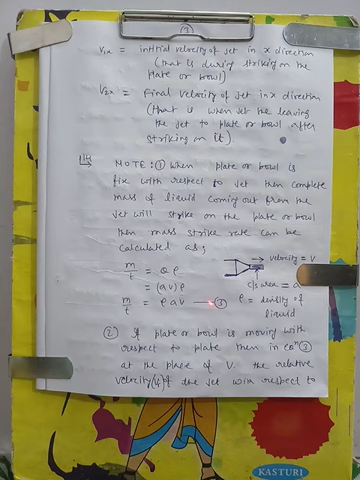 ③
V1x = intitial velocity of jet in x direction
(that is during striking on the
plate or bowl)
V2x = Final velocity of jet in x direction
(that is when jet the leaving
the jet to plate or bowl after
striking on it)
NOTE: ① When plate or bowl is
fix with respect to jet then complete
mass of liquid coming out from the
jet will strike on the plate or bowl
then mass strike rate can be
calculated as;
m/t = Q ρ
→ velocity = V
= (av) ρ
c/s area = a
m/t = ρ a v → ③
ρ = density of
liquid
② If plate or bowl is moving with
respect to plate then in eqn ③
at the place of V. the relative
velocity of the jet with respect to
KASTURI